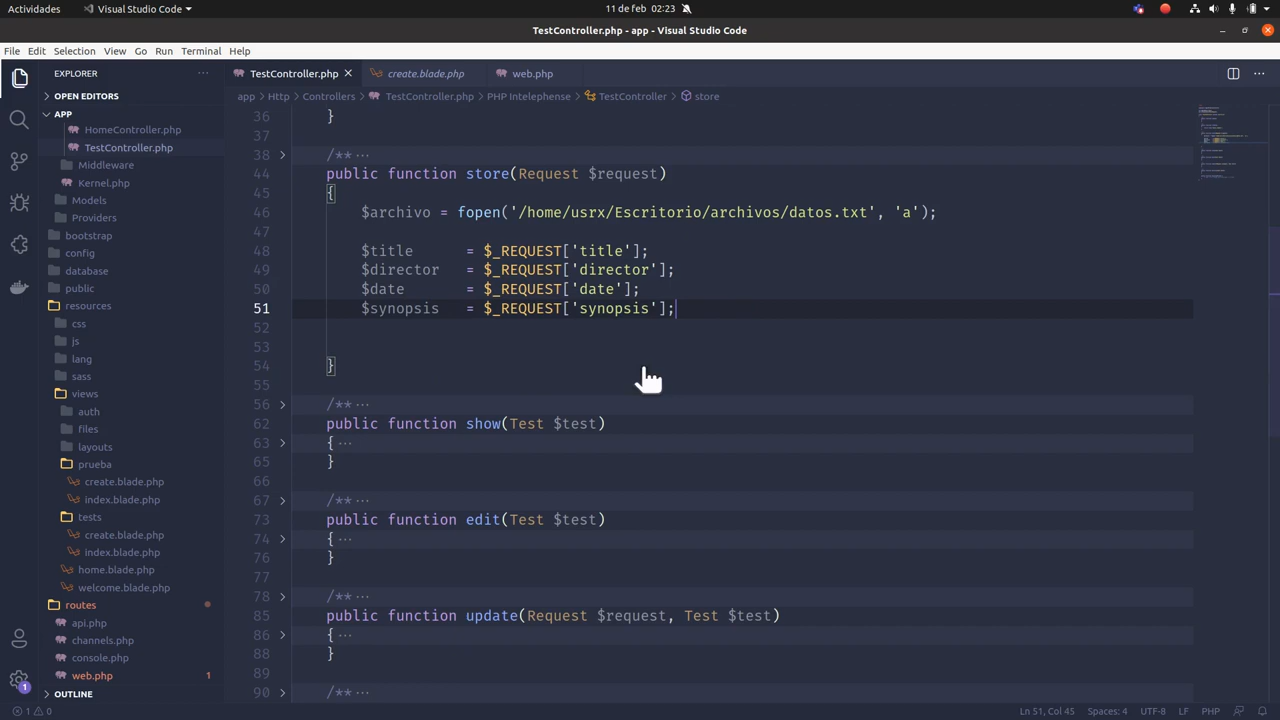 Actividades Visual Studio Code 11 de feb 02:23
TestController.php - app - Visual Studio Code
File Edit Selection View Go Run Terminal Help
EXPLORER ··· TestController.php create.blade.php web.php ···
OPEN EDITORS app > Http > Controllers > TestController.php > PHP Intelephense > TestController > store
APP
HomeController.php
TestController.php
Middleware
Kernel.php
Models
Providers
bootstrap
config
database
public
resources
css
js
lang
sass
views
auth
files
layouts
prueba
create.blade.php
index.blade.php
tests
create.blade.php
index.blade.php
home.blade.php
welcome.blade.php
routes
api.php
channels.php
console.php
web.php 1
OUTLINE
36 }
37
38 /** ···
44 public function store(Request $request)
45 {
46 $archivo = fopen('/home/usrx/Escritorio/archivos/datos.txt', 'a');
47
48 $title = $_REQUEST['title'];
49 $director = $_REQUEST['director'];
50 $date = $_REQUEST['date'];
51 $synopsis = $_REQUEST['synopsis'];
52
53
54 }
55
56 /** ···
62 public function show(Test $test)
63 { ···
65 }
66
67 /** ···
73 public function edit(Test $test)
74 { ···
76 }
77
78 /** ···
85 public function update(Request $request, Test $test)
86 { ···
88 }
89
90 /** ···
1
1 0 Ln 51, Col 45 Spaces: 4 UTF-8 LF PHP